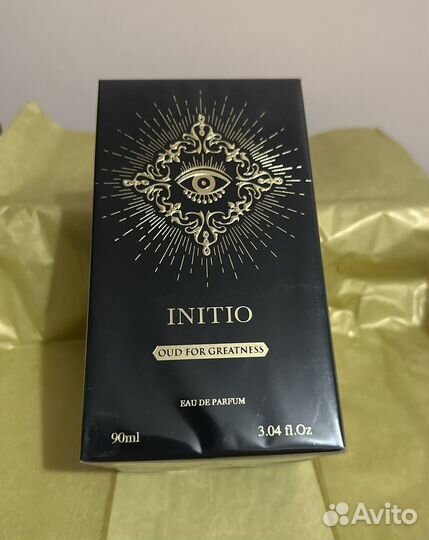 INITIO
OUD FOR GREATNESS
EAU DE PARFUM
90ml 3.04 fl.Oz
Avito